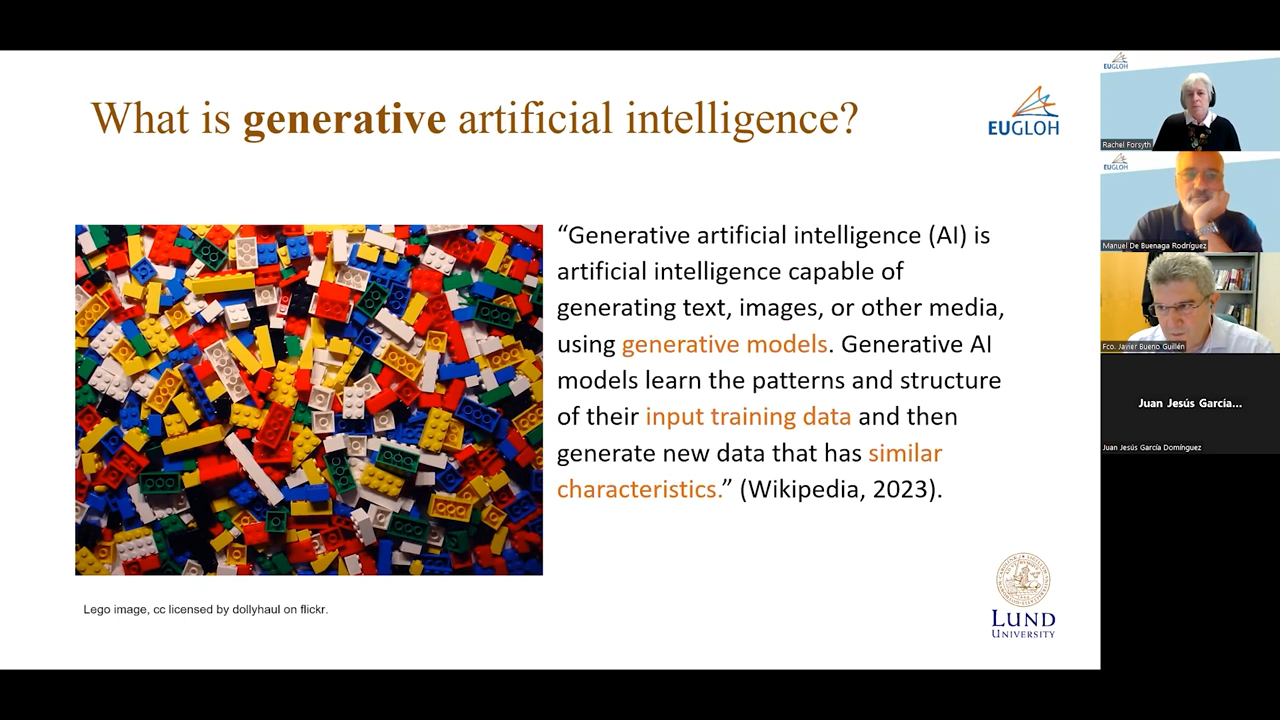 What is generative artificial intelligence?
EUGLOH
“Generative artificial intelligence (AI) is
artificial intelligence capable of
generating text, images, or other media,
using generative models. Generative AI
models learn the patterns and structure
of their input training data and then
generate new data that has similar
characteristics.” (Wikipedia, 2023).
Lego image, cc licensed by dollyhaul on flickr.
LUND
UNIVERSITY
EUGLOH
Rachel Forsyth
EUGLOH
Manuel De Buenaga Rodríguez
Fco. Javier Bueno Guillén
Juan Jesús García...
Juan Jesús García Domínguez